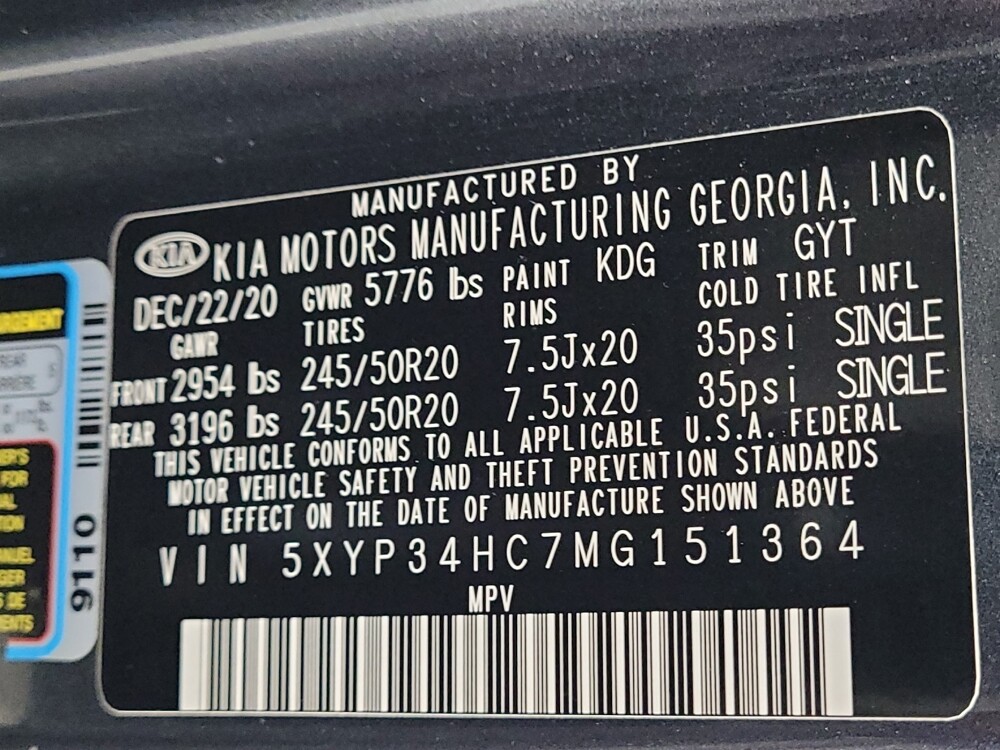 MANUFACTURED BY
KIA KIA MOTORS MANUFACTURING GEORGIA, INC.
DEC/22/20 GVWR 5776 lbs PAINT KDG TRIM GYT
GAWR TIRES RIMS COLD TIRE INFL
FRONT 2954 lbs 245/50R20 7.5Jx20 35psi SINGLE
REAR 3196 lbs 245/50R20 7.5Jx20 35psi SINGLE
THIS VEHICLE CONFORMS TO ALL APPLICABLE U.S.A. FEDERAL
MOTOR VEHICLE SAFETY AND THEFT PREVENTION STANDARDS
IN EFFECT ON THE DATE OF MANUFACTURE SHOWN ABOVE
VIN 5XYP34HC7MG151364
MPV
9110
REAR
FOR
DE